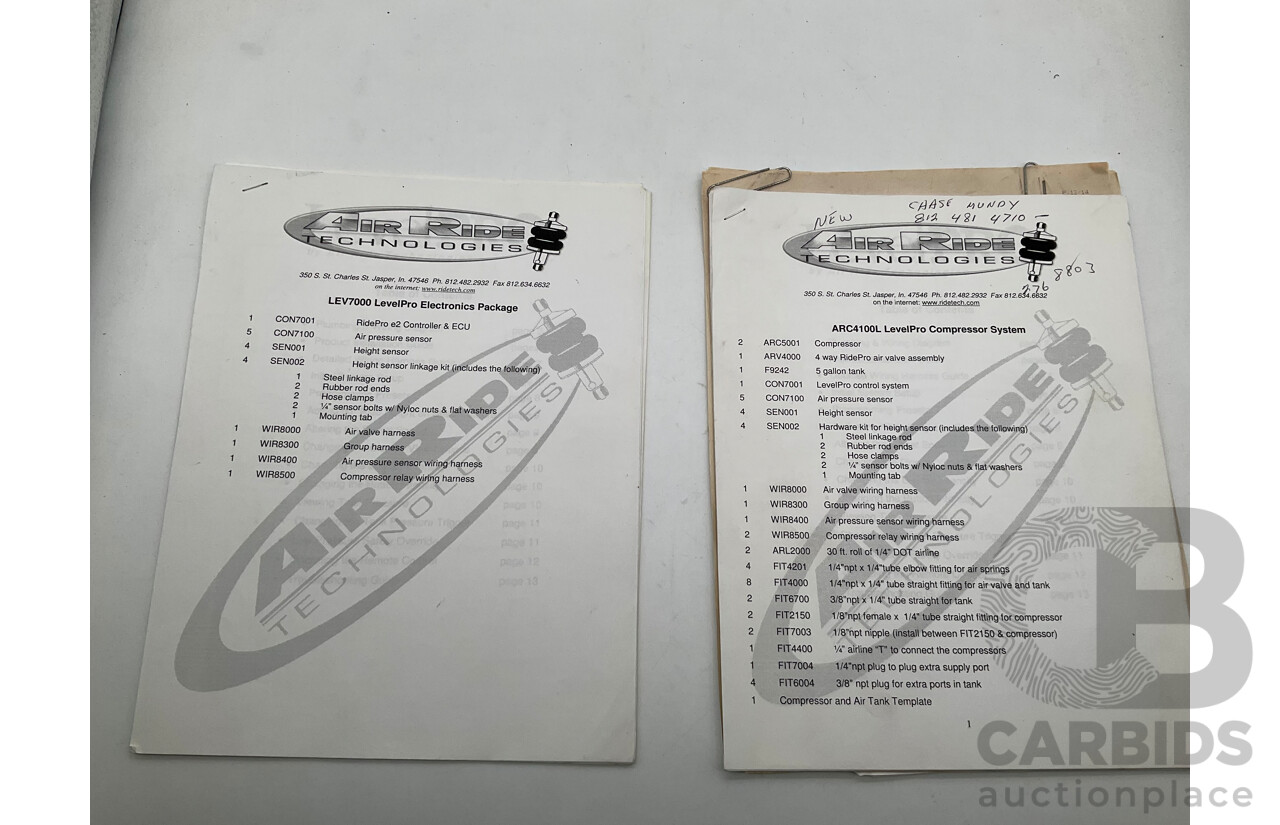 AIR RIDE
TECHNOLOGIES
350 S. St. Charles St. Jasper, In. 47546 Ph. 812.482.2932 Fax 812.634.6632
on the internet: www.ridetech.com
LEV7000 LevelPro Electronics Package
1 CON7001 RidePro e2 Controller & ECU
5 CON7100 Air pressure sensor
4 SEN001 Height sensor
4 SEN002 Height sensor linkage kit (includes the following)
1 Steel linkage rod
2 Rubber rod ends
2 Hose clamps
2 ¼" sensor bolts w/ Nyloc nuts & flat washers
1 Mounting tab
1 WIR8000 Air valve harness
1 WIR8300 Group harness
1 WIR8400 Air pressure sensor wiring harness
1 WIR8500 Compressor relay wiring harness
AIR RIDE
TECHNOLOGIES
NEW
CHASE MUNDY
812 481 4710 —
AIR RIDE
TECHNOLOGIES
8803
276
350 S. St. Charles St. Jasper, In. 47546 Ph. 812.482.2932 Fax 812.634.6632
on the internet: www.ridetech.com
ARC4100L LevelPro Compressor System
2 ARC5001 Compressor
1 ARV4000 4 way RidePro air valve assembly
1 F9242 5 gallon tank
1 CON7001 LevelPro control system
5 CON7100 Air pressure sensor
4 SEN001 Height sensor
4 SEN002 Hardware kit for height sensor (includes the following)
1 Steel linkage rod
2 Rubber rod ends
2 Hose clamps
2 ¼" sensor bolts w/ Nyloc nuts & flat washers
1 Mounting tab
1 WIR8000 Air valve wiring harness
1 WIR8300 Group wiring harness
1 WIR8400 Air pressure sensor wiring harness
2 WIR8500 Compressor relay wiring harness
2 ARL2000 30 ft. roll of 1/4" DOT airline
4 FIT4201 1/4"npt x 1/4"tube elbow fitting for air springs
8 FIT4000 1/4"npt x 1/4" tube straight fitting for air valve and tank
2 FIT6700 3/8"npt x 1/4" tube straight for tank
2 FIT2150 1/8"npt female x 1/4" tube straight fitting for compressor
2 FIT7003 1/8"npt nipple (install between FIT2150 & compressor)
1 FIT4400 ¼" airline "T" to connect the compressors
1 FIT7004 1/4"npt plug to plug extra supply port
4 FIT6004 3/8" npt plug for extra ports in tank
1 Compressor and Air Tank Template
1
AIR RIDE
TECHNOLOGIES
CB
CARBIDS
auctionplace